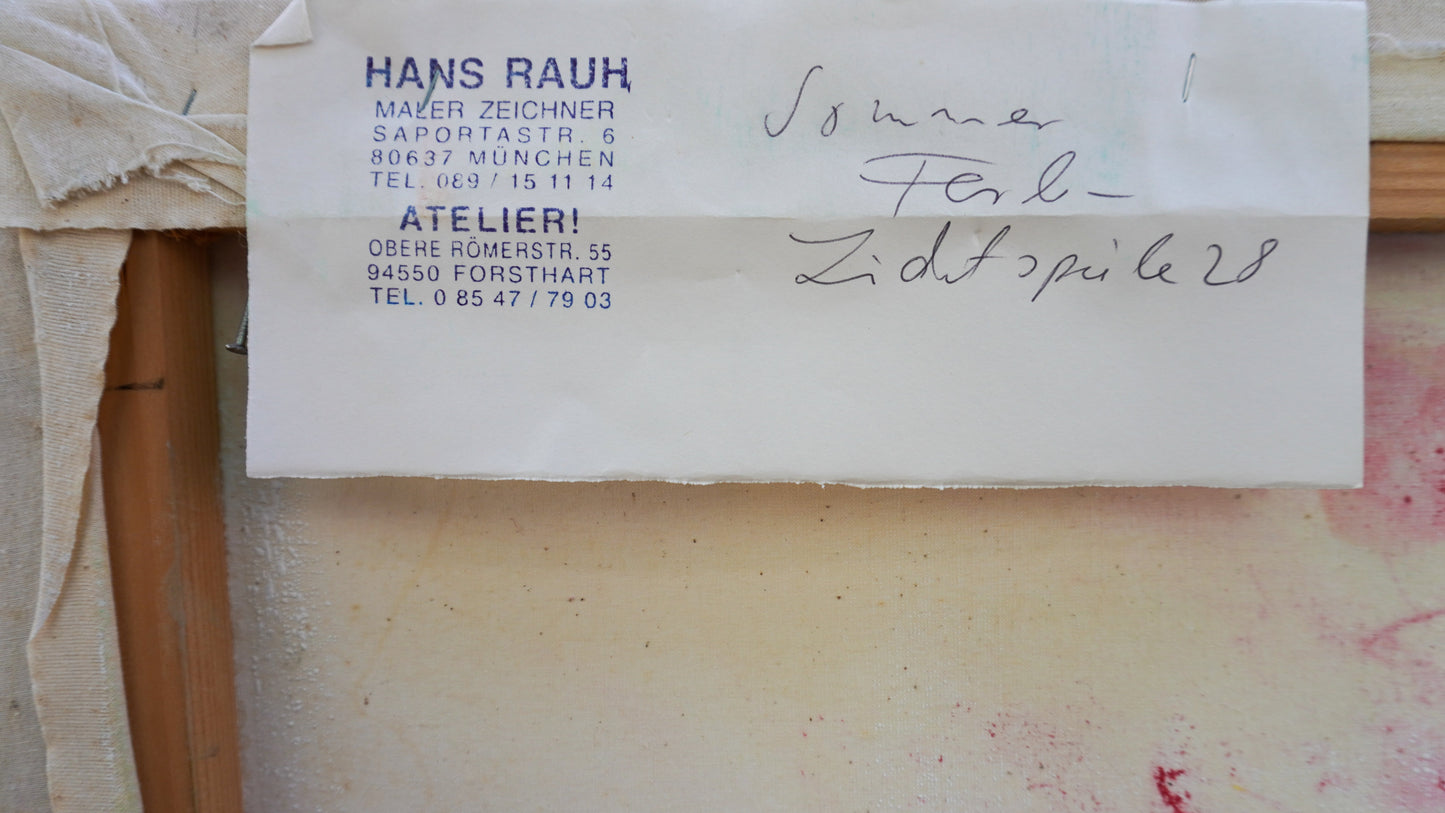 HANS RAUH
MALER ZEICHNER
SAPORTASTR. 6
80637 MÜNCHEN
TEL. 089 / 15 11 14
ATELIER!
OBERE RÖMERSTR. 55
94550 FORSTHART
TEL. 0 85 47 / 79 03
Sommer
Farb-
Lichtspiele 28